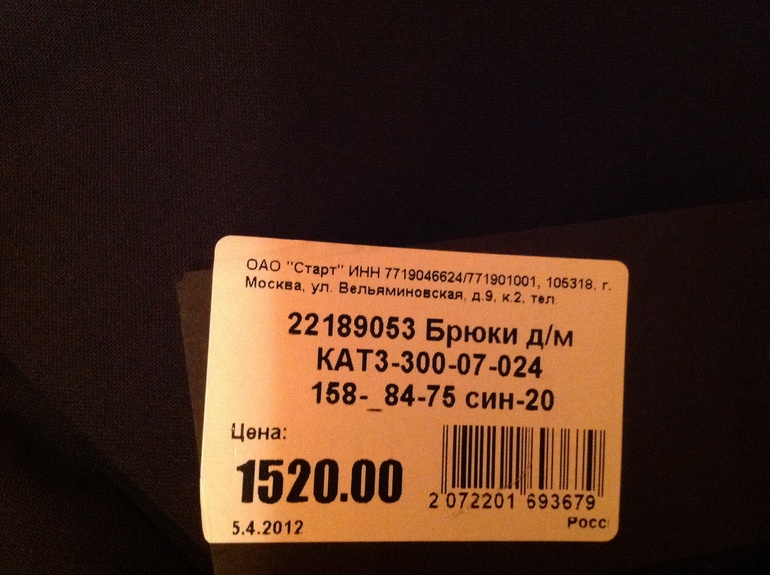 ОАО "Старт" ИНН 7719046624/771901001, 105318, г.
Москва, ул. Вельяминовская, д.9, к.2, тел.
22189053 Брюки д/м
КАТ3-300-07-024
158-_84-75 син-20
Цена:
1520.00
2 072201 693679
5.4.2012
Росс